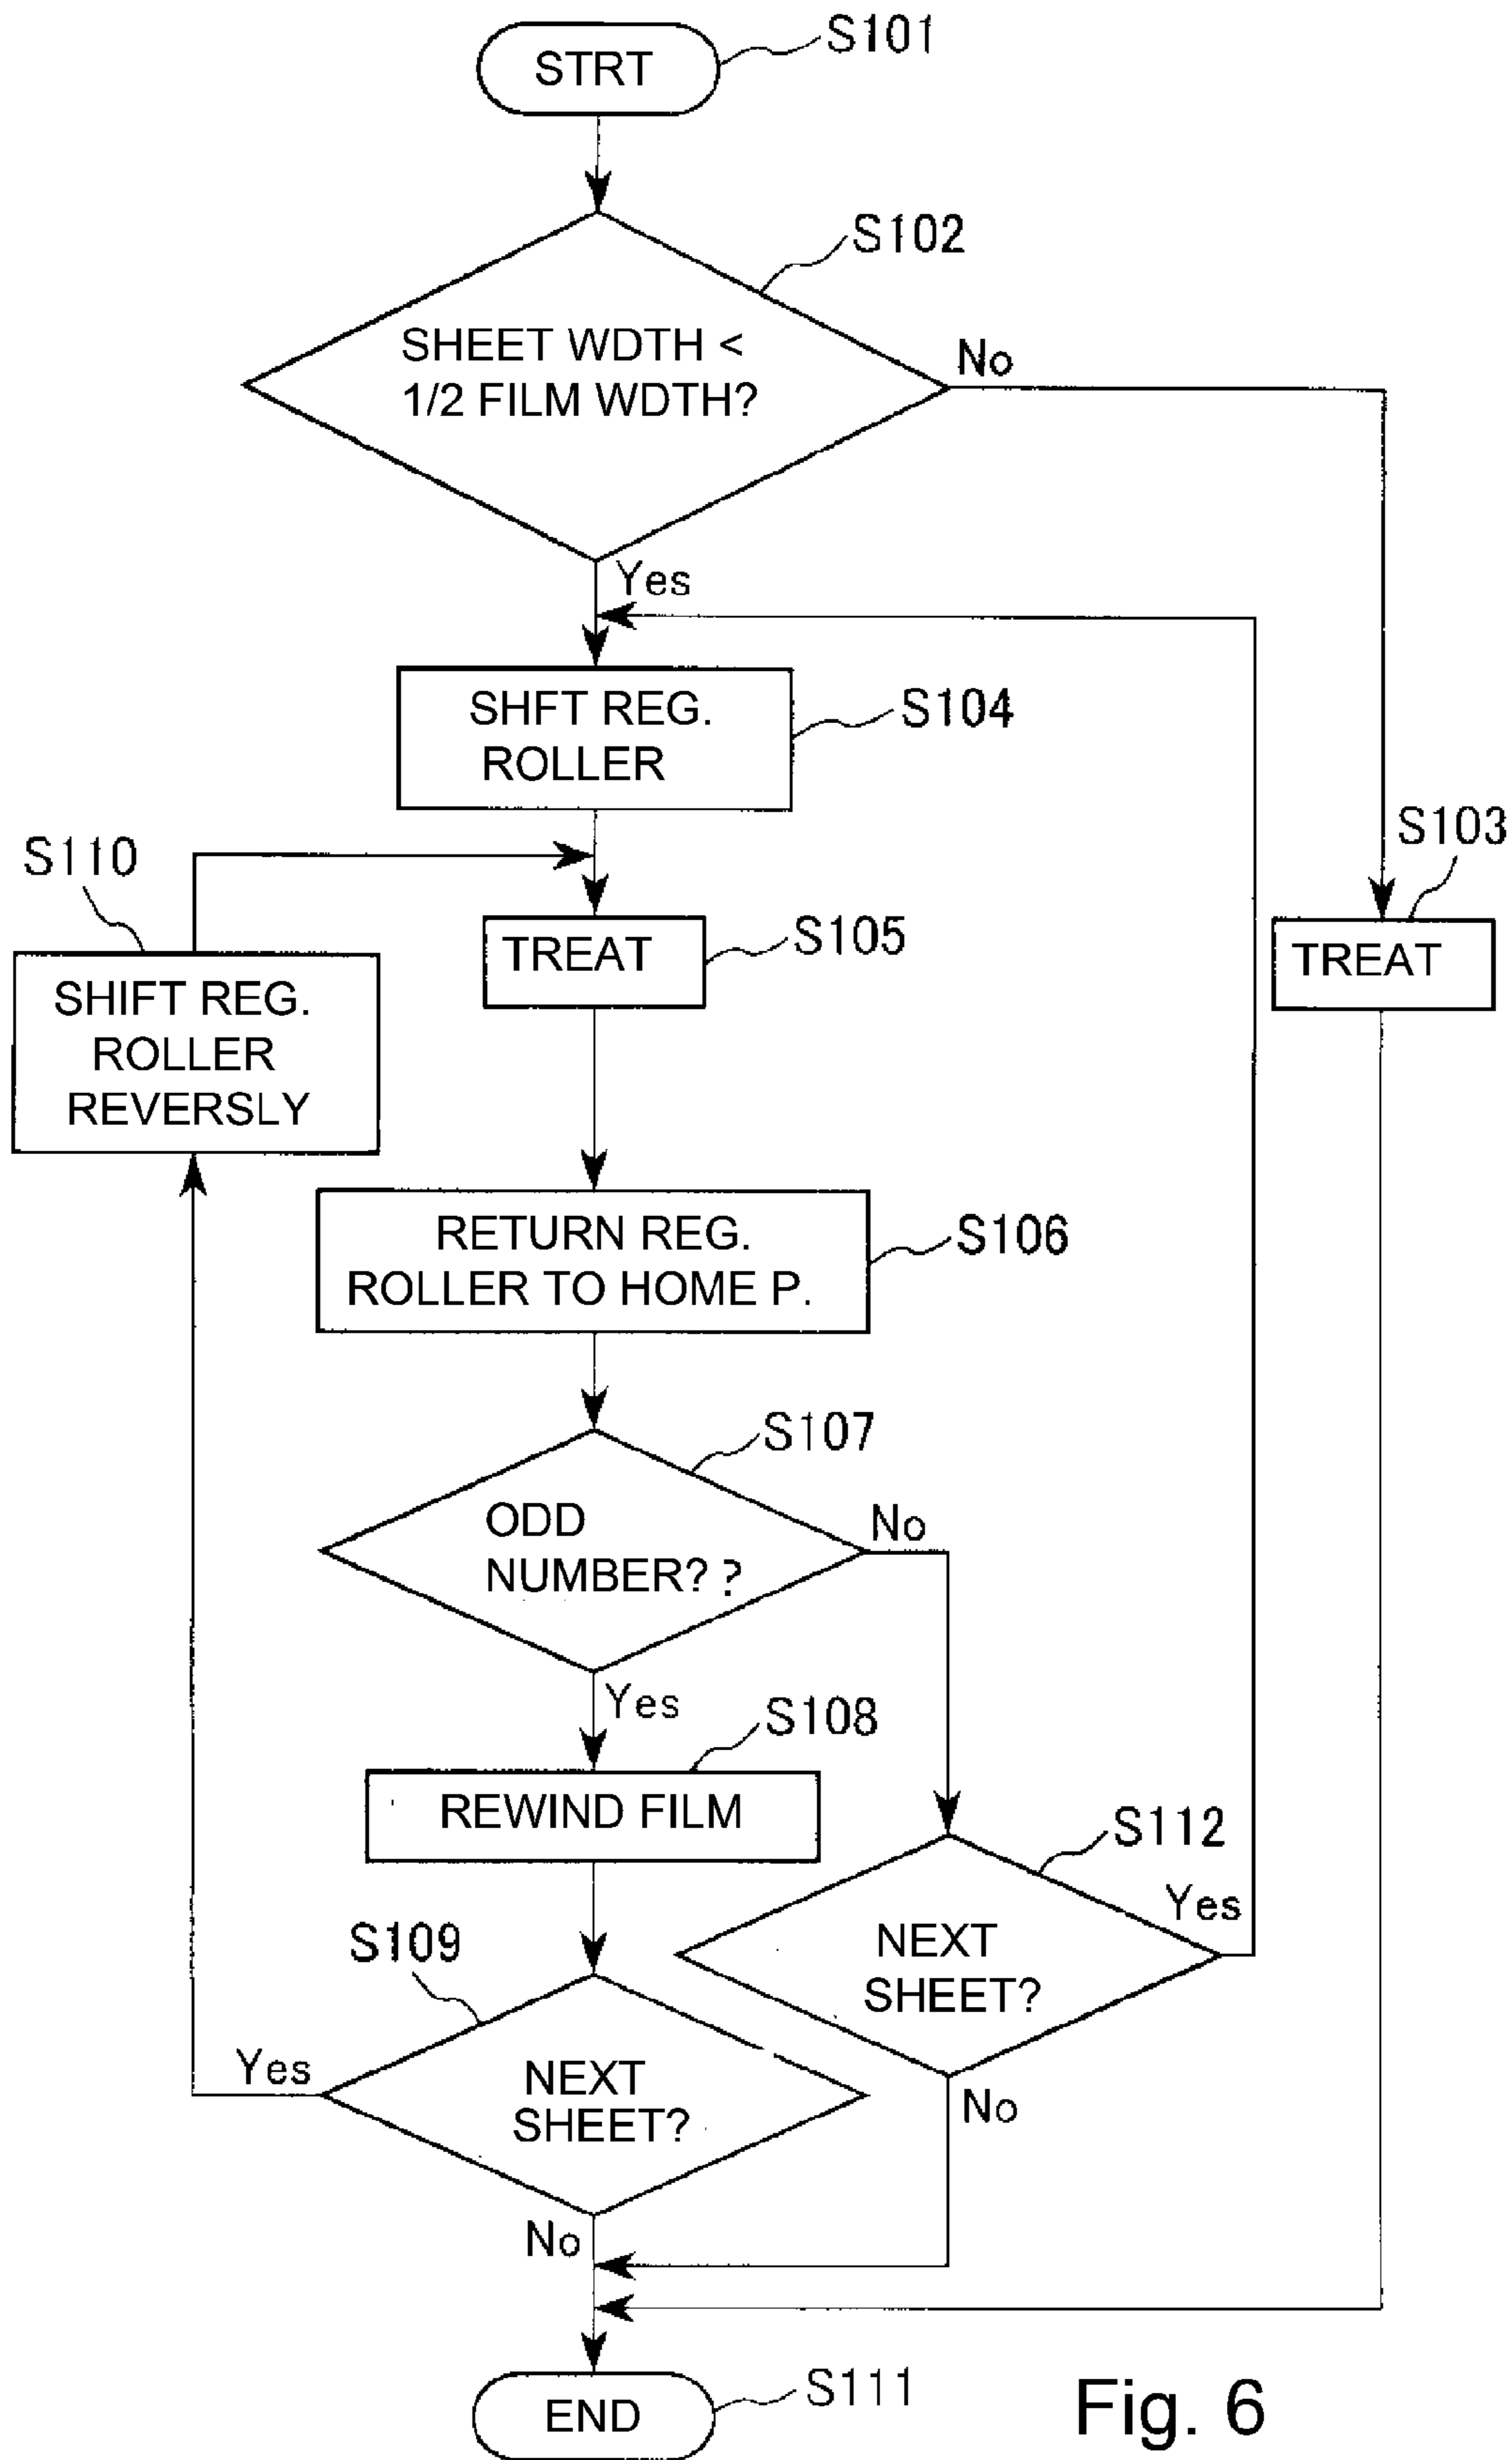 STRT
S101
S102
SHEET WDTH <
1/2 FILM WDTH?
No
Yes
SHFT REG.
ROLLER
S104
S103
TREAT
S110
SHIFT REG.
ROLLER
REVERSLY
TREAT
S105
RETURN REG.
ROLLER TO HOME P.
S106
S107
ODD
NUMBER? ?
No
Yes
S108
REWIND FILM
S112
NEXT
SHEET?
Yes
No
S109
NEXT
SHEET?
Yes
No
END
S111
Fig. 6